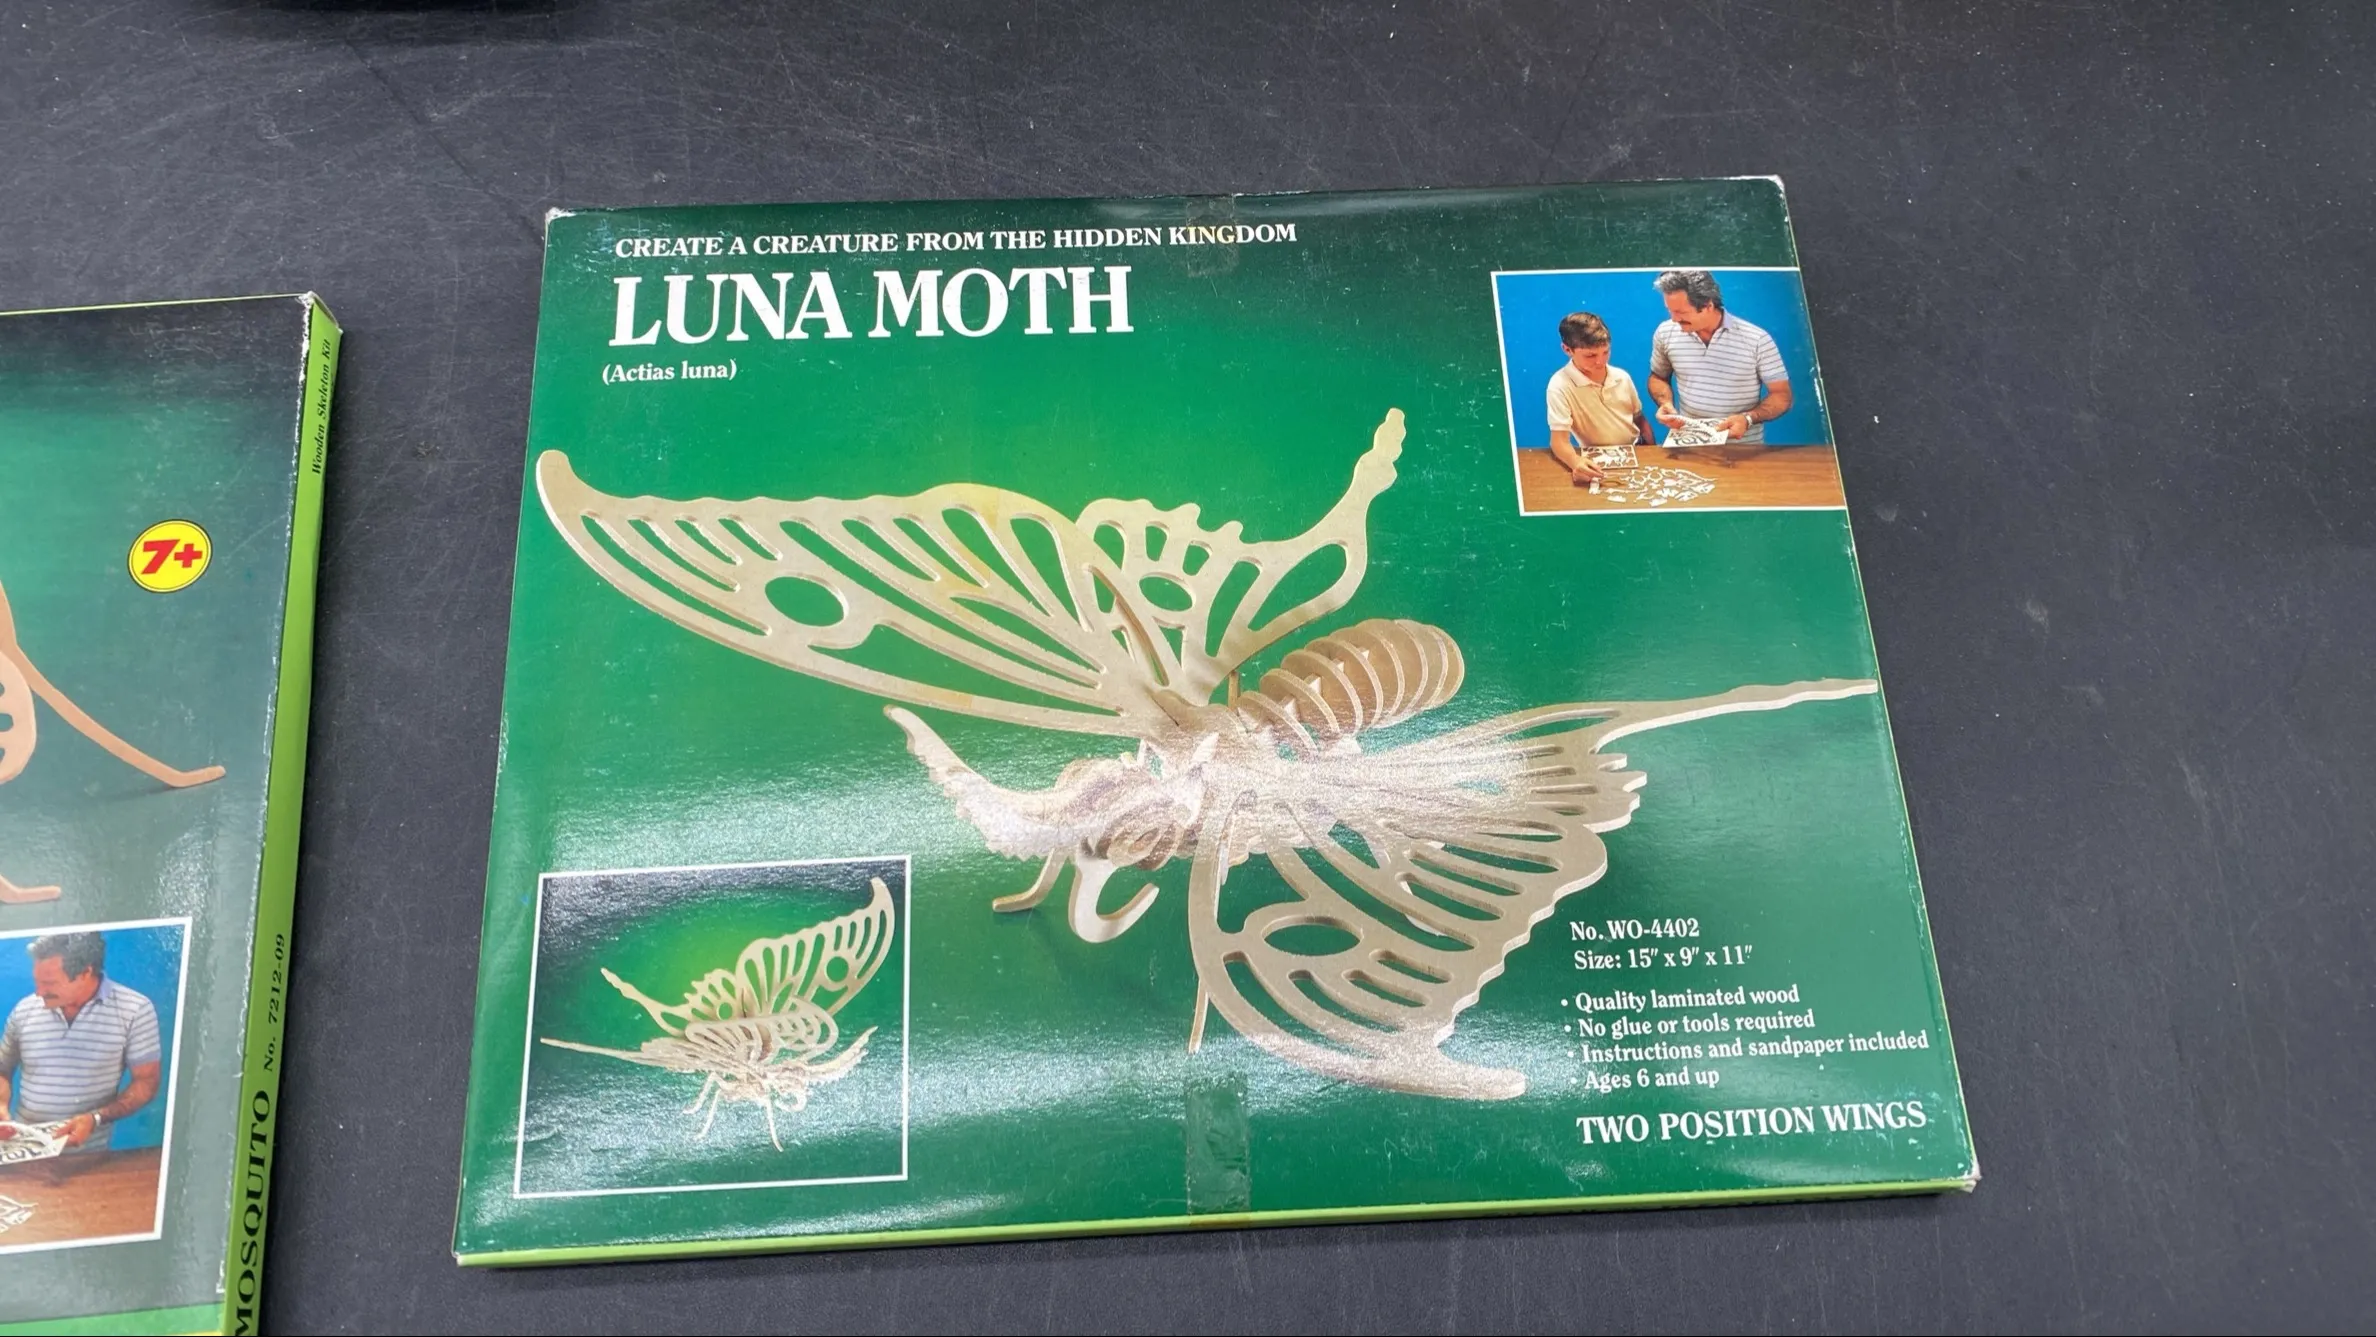 CREATE A CREATURE FROM THE HIDDEN KINGDOM
LUNA MOTH
(Actias luna)
No. WO-4402
Size: 15" x 9" x 11"
• Quality laminated wood
• No glue or tools required
• Instructions and sandpaper included
• Ages 6 and up
TWO POSITION WINGS
7+
Wooden Skeleton Kit
MOSQUITO No. 7212-09